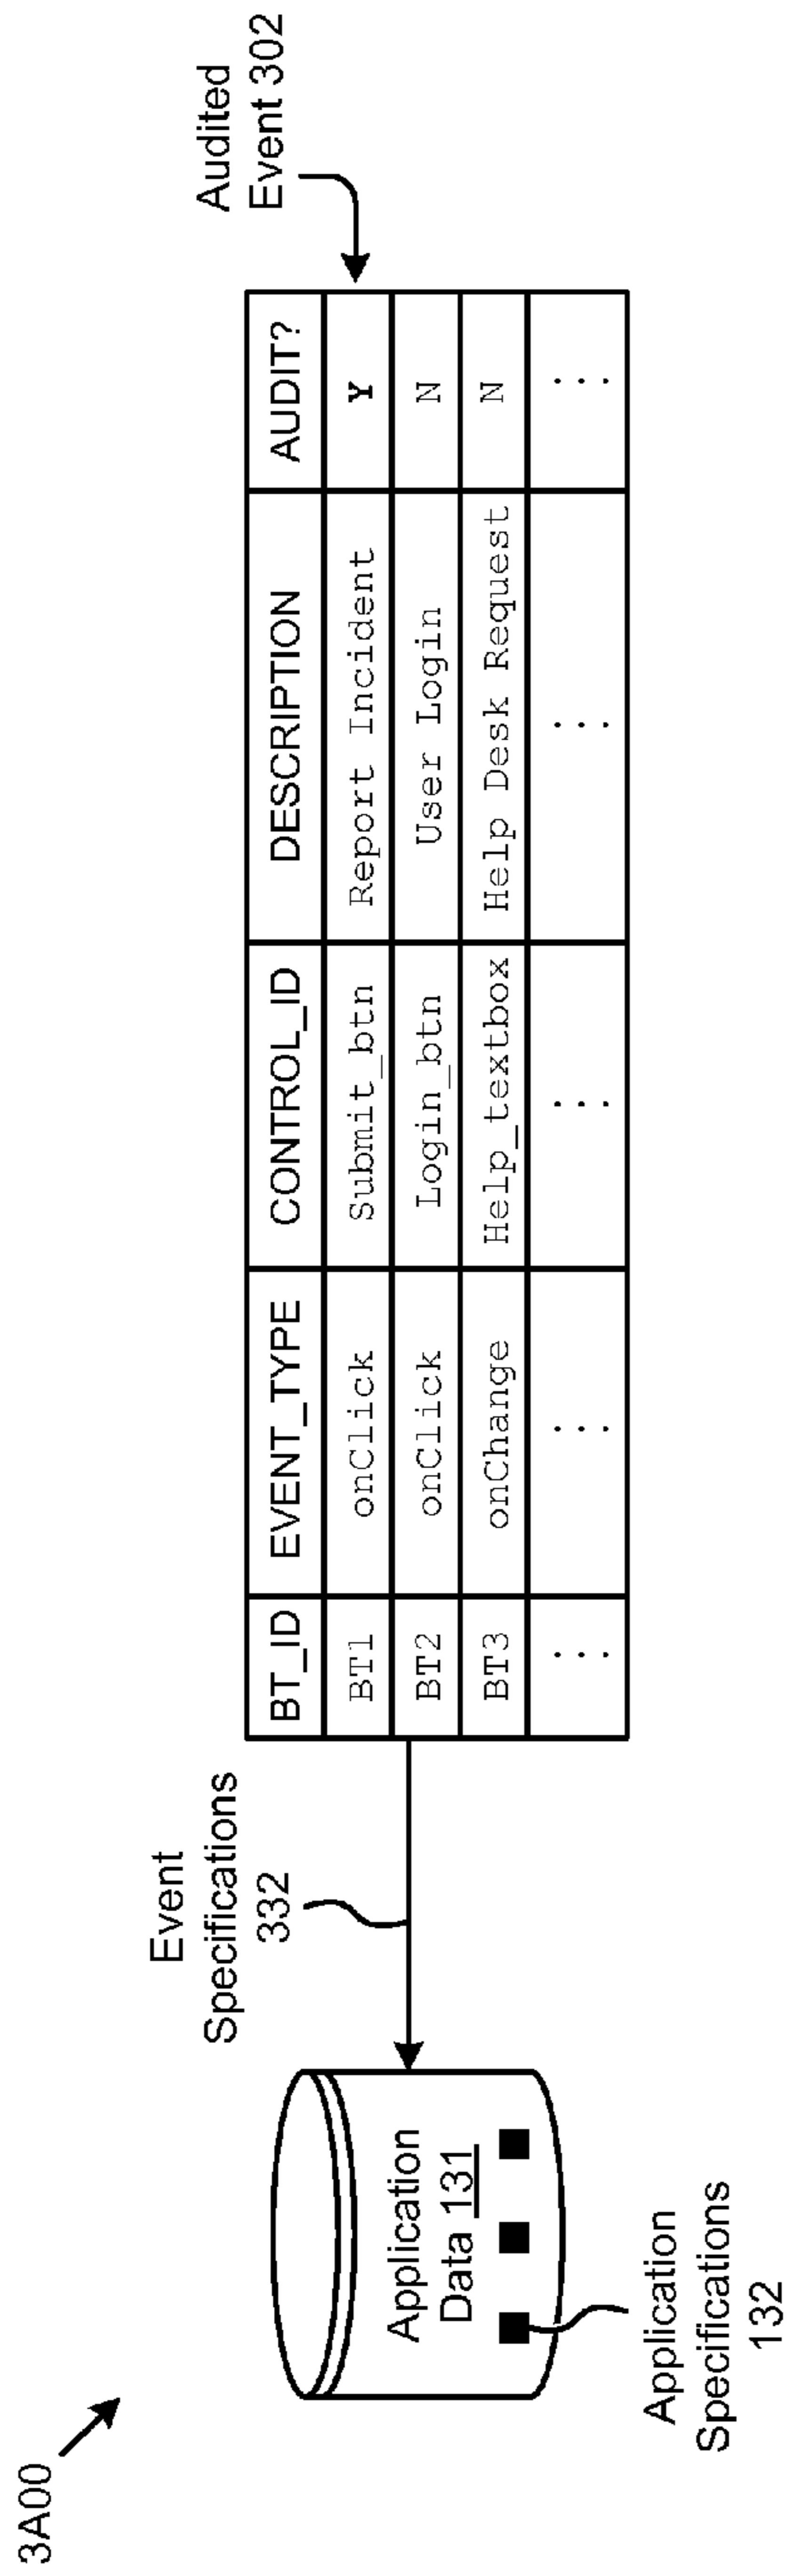 3A00
Application
Data 131
Application
Specifications
132
Event
Specifications
332
BT_ID EVENT_TYPE CONTROL_ID DESCRIPTION AUDIT?
BT1 onClick Submit_btn Report Incident Y
BT2 onClick Login_btn User Login N
BT3 onChange Help_textbox Help Desk Request N
... ... ... ... ...
Audited
Event 302